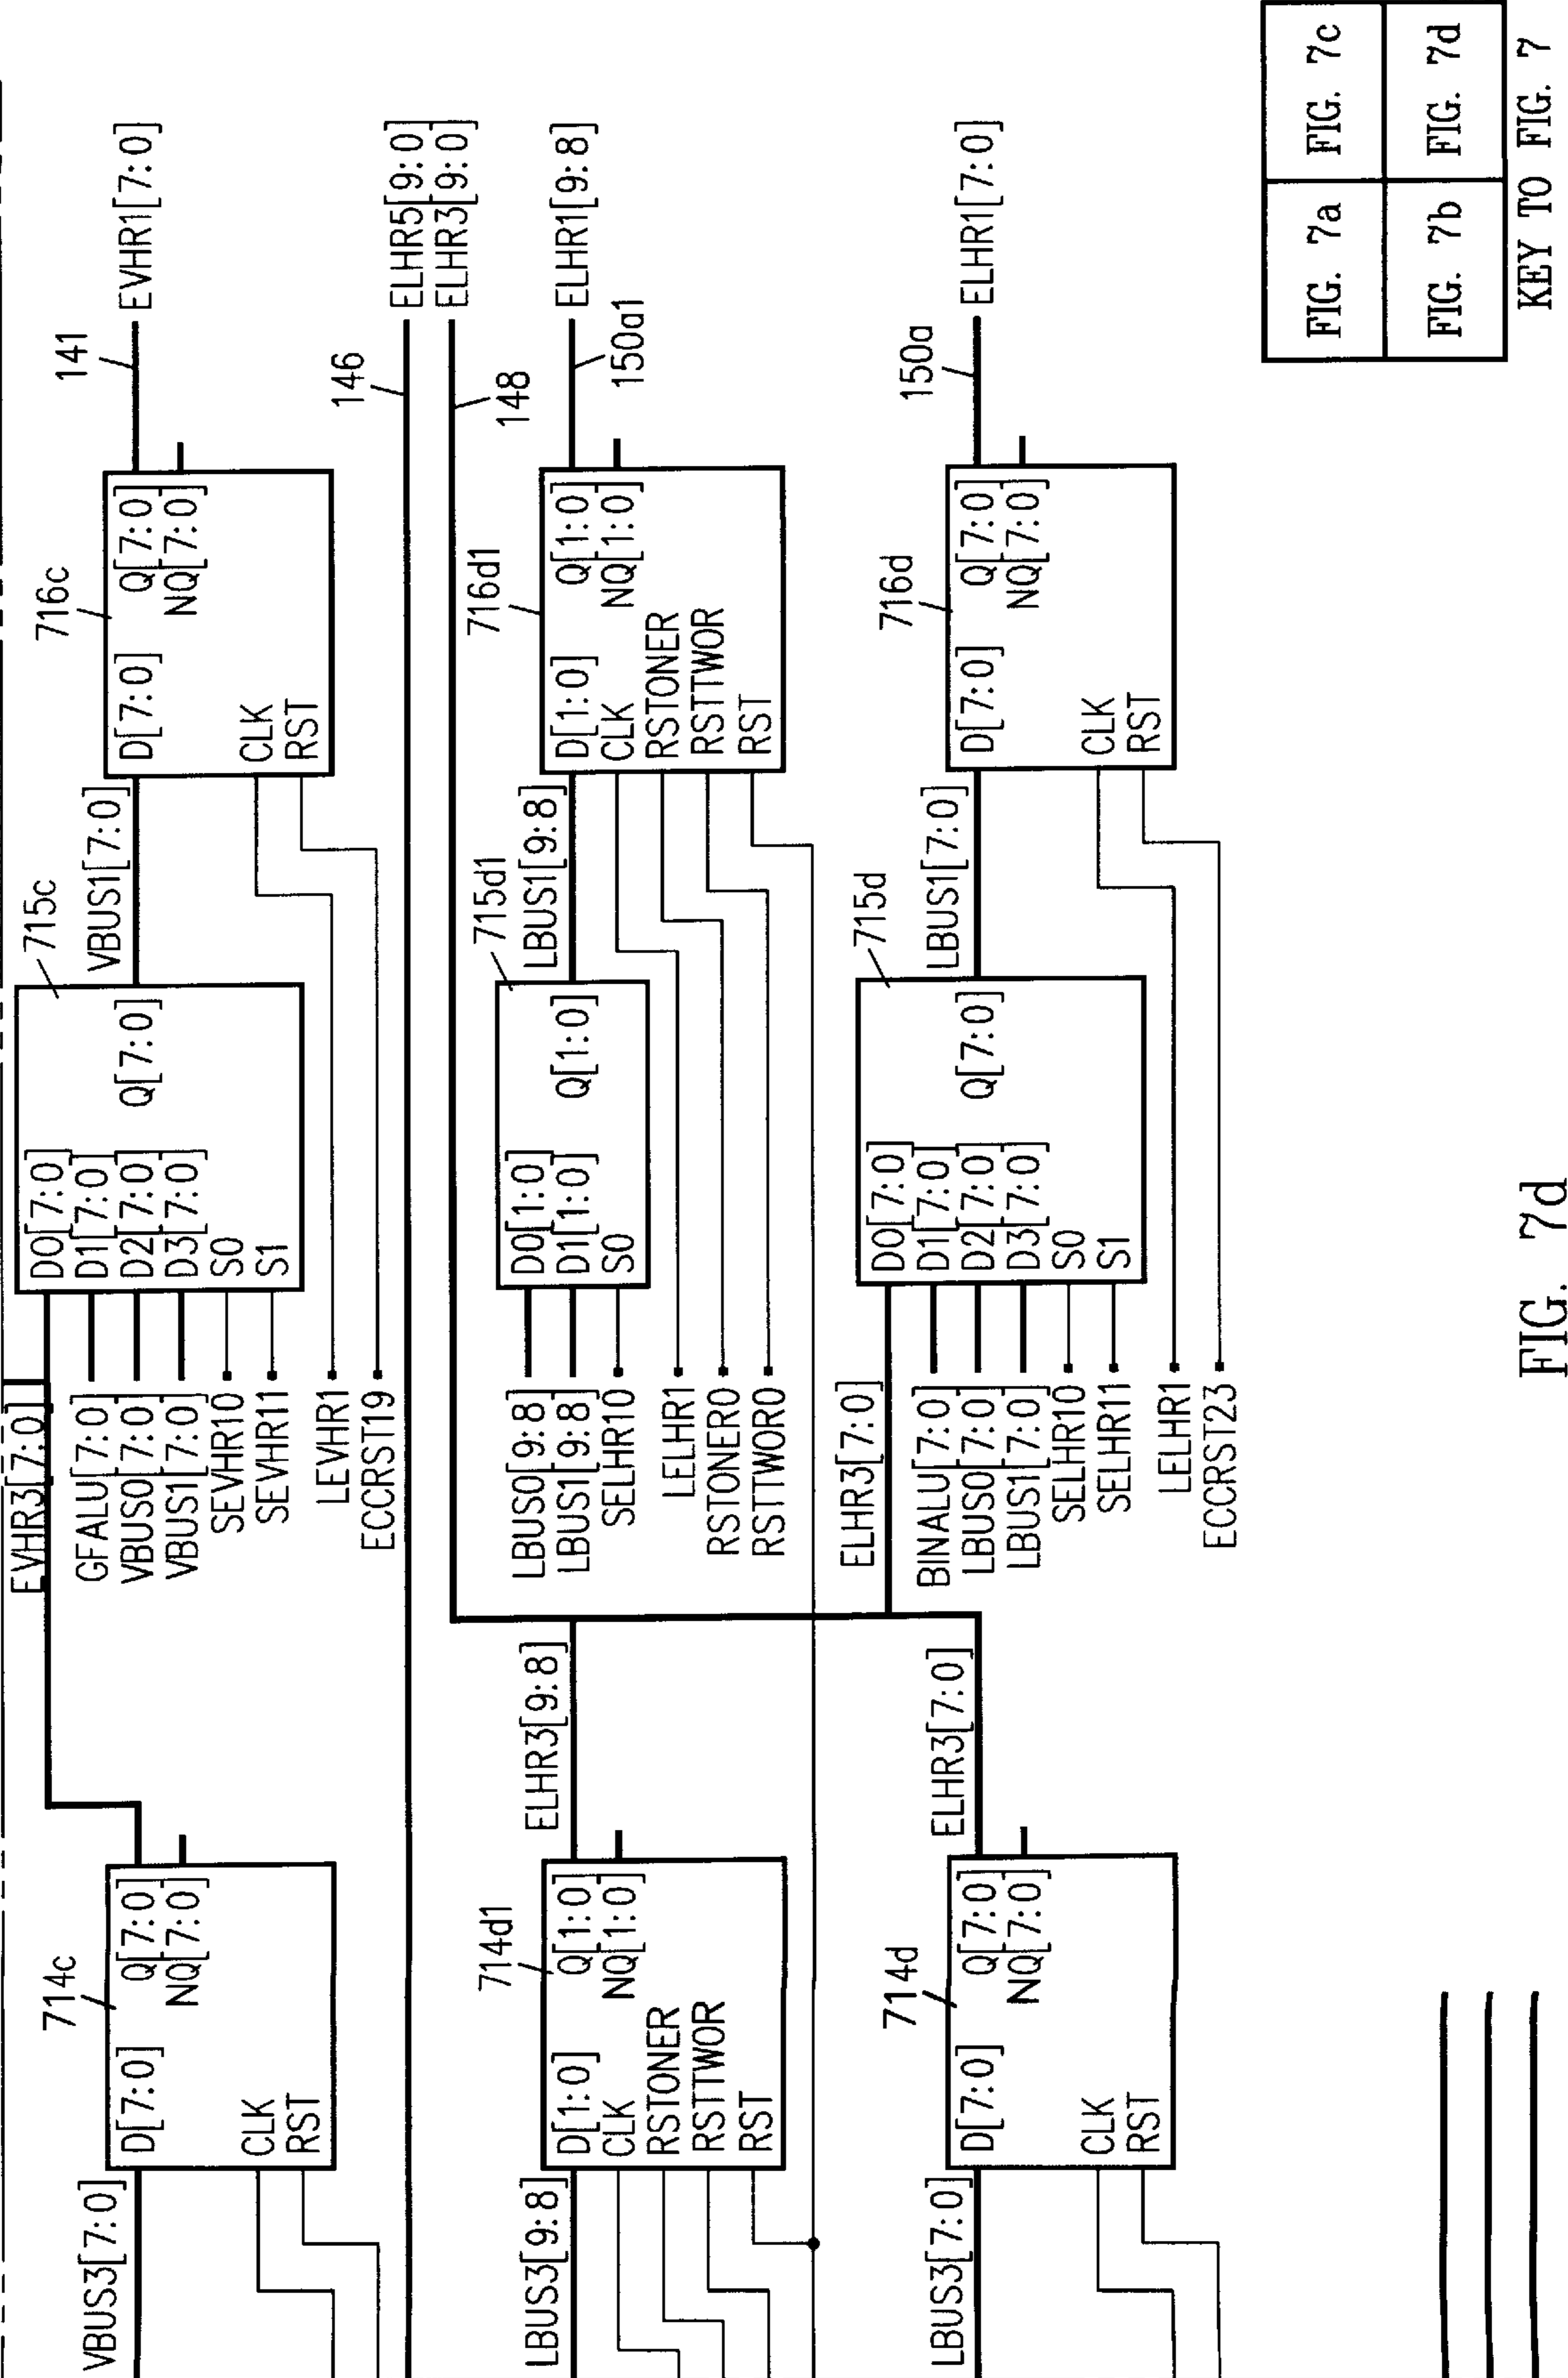 VBUS3[7:0]
714c
D[7:0]
Q[7:0]
NQ[7:0]
CLK
RST
EVHR3[7:0]
GFALU[7:0]
VBUS0[7:0]
VBUS1[7:0]
SEVHR10
SEVHR11
LEVHR1
ECCRST19
715c
D0[7:0]
D1[7:0]
D2[7:0]
D3[7:0]
S0
S1
Q[7:0]
VBUS1[7:0]
716c
D[7:0]
Q[7:0]
NQ[7:0]
CLK
RST
141
EVHR1[7:0]
146
ELHR5[9:0]
ELHR3[9:0]
148
LBUS3[9:8]
714d1
D[1:0]
Q[1:0]
NQ[1:0]
CLK
RSTONER
RSTTWOR
RST
ELHR3[9:8]
LBUS0[9:8]
LBUS1[9:8]
SELHR10
LELHR1
RSTONER0
RSTTWOR0
715d1
D0[1:0]
D1[1:0]
S0
Q[1:0]
LBUS1[9:8]
716d1
D[1:0]
Q[1:0]
NQ[1:0]
CLK
RSTONER
RSTTWOR
RST
150a1
ELHR1[9:8]
LBUS3[7:0]
714d
D[7:0]
Q[7:0]
NQ[7:0]
CLK
RST
ELHR3[7:0]
ELHR3[7:0]
BINALU[7:0]
LBUS0[7:0]
LBUS1[7:0]
SELHR10
SELHR11
LELHR1
ECCRST23
715d
D0[7:0]
D1[7:0]
D2[7:0]
D3[7:0]
S0
S1
Q[7:0]
LBUS1[7:0]
716d
D[7:0]
Q[7:0]
NQ[7:0]
CLK
RST
150a
ELHR1[7:0]
FIG. 7a
FIG. 7c
FIG. 7b
FIG. 7d
KEY TO FIG. 7
FIG. 7d